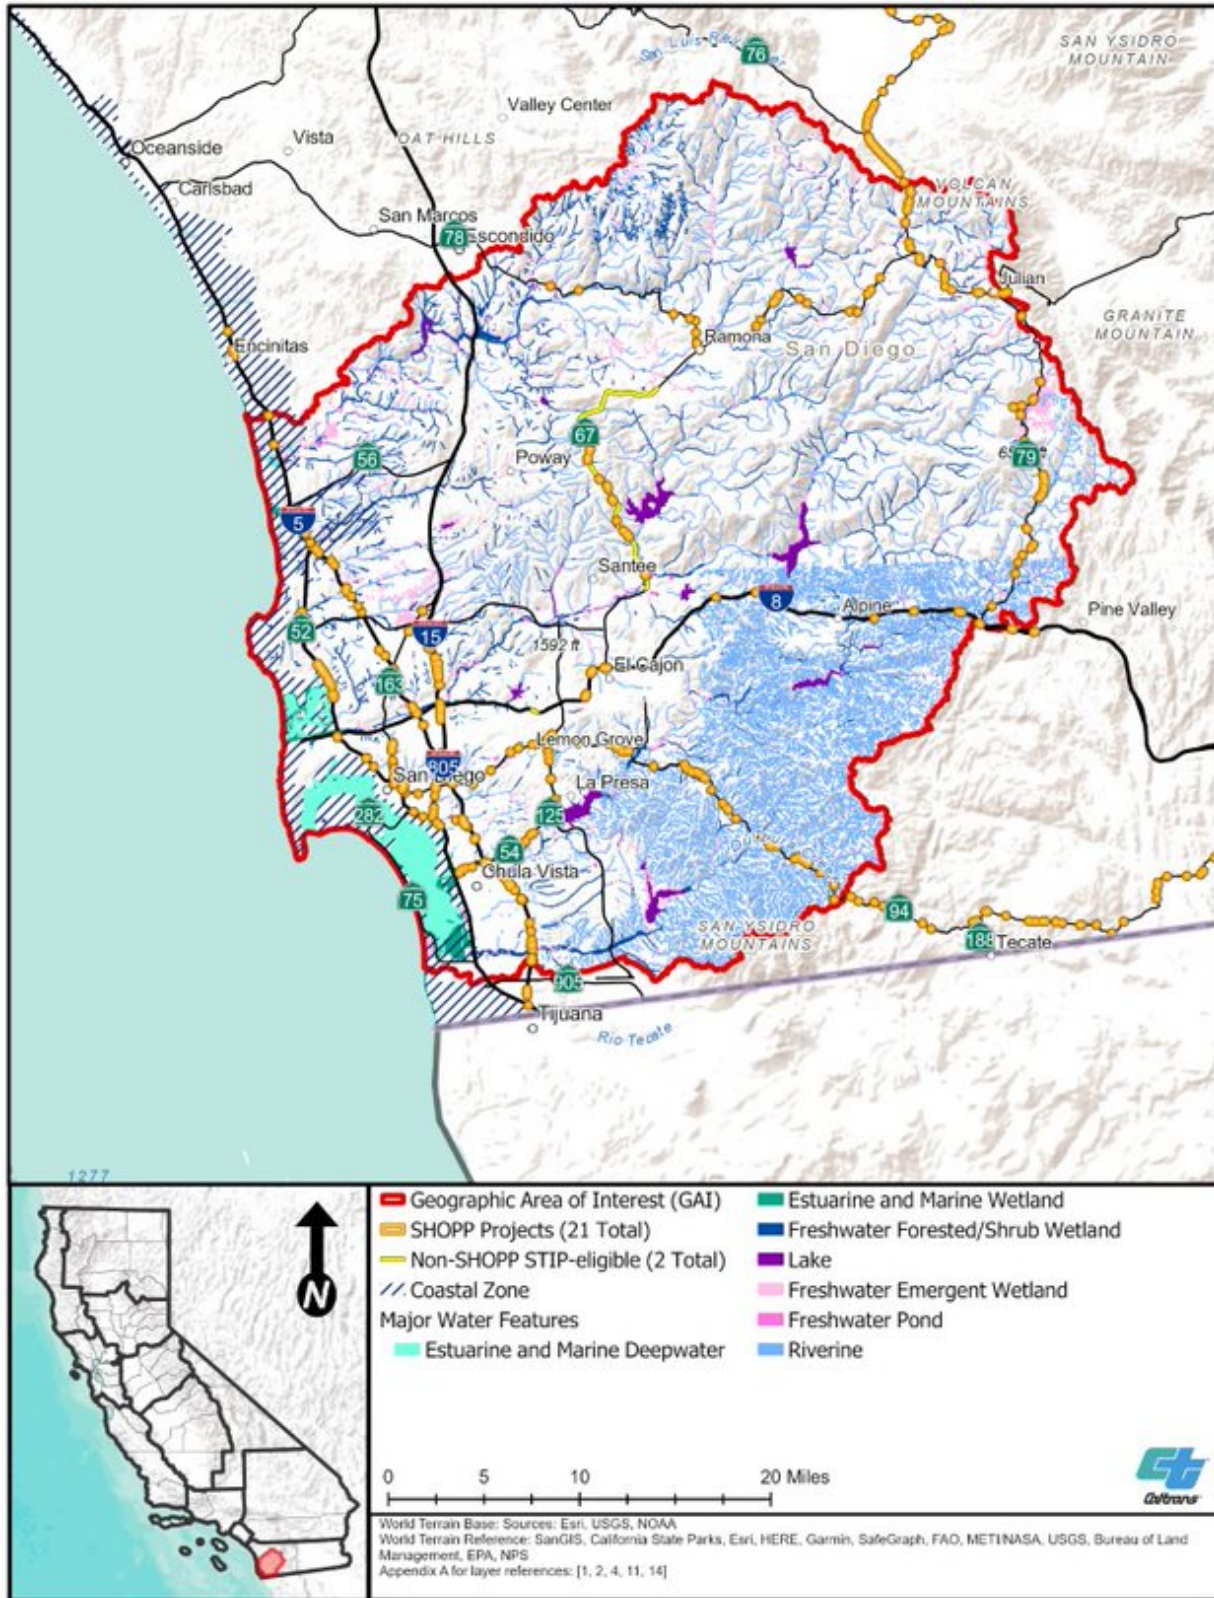 San Luis Rey River
76
SAN YSIDRO
MOUNTAIN
Valley Center
Vista
OAT HILLS
Oceanside
Carlsbad
VOLCAN
MOUNTAINS
San Marcos
78
Escondido
Julian
GRANITE
MOUNTAIN
Encinitas
Ramona
San Diego
67
56
Poway
79
5
Santee
8
Alpine
Pine Valley
52
15
1592 ft
163
El Cajon
Lemon Grove
805
San Diego
La Presa
282
125
54
Chula Vista
75
94
SAN YSIDRO
MOUNTAINS
188
Tecate
905
Tijuana
Rio Tecate
1277
Geographic Area of Interest (GAI)
SHOPP Projects (21 Total)
Non-SHOPP STIP-eligible (2 Total)
Coastal Zone
Major Water Features
Estuarine and Marine Deepwater
Estuarine and Marine Wetland
Freshwater Forested/Shrub Wetland
Lake
Freshwater Emergent Wetland
Freshwater Pond
Riverine
N
0 5 10 20 Miles
Ct
Caltrans
World Terrain Base: Sources: Esri, USGS, NOAA
World Terrain Reference: SanGIS, California State Parks, Esri, HERE, Garmin, SafeGraph, FAO, METI/NASA, USGS, Bureau of Land
Management, EPA, NPS
Appendix A for layer references: [1, 2, 4, 11, 14]